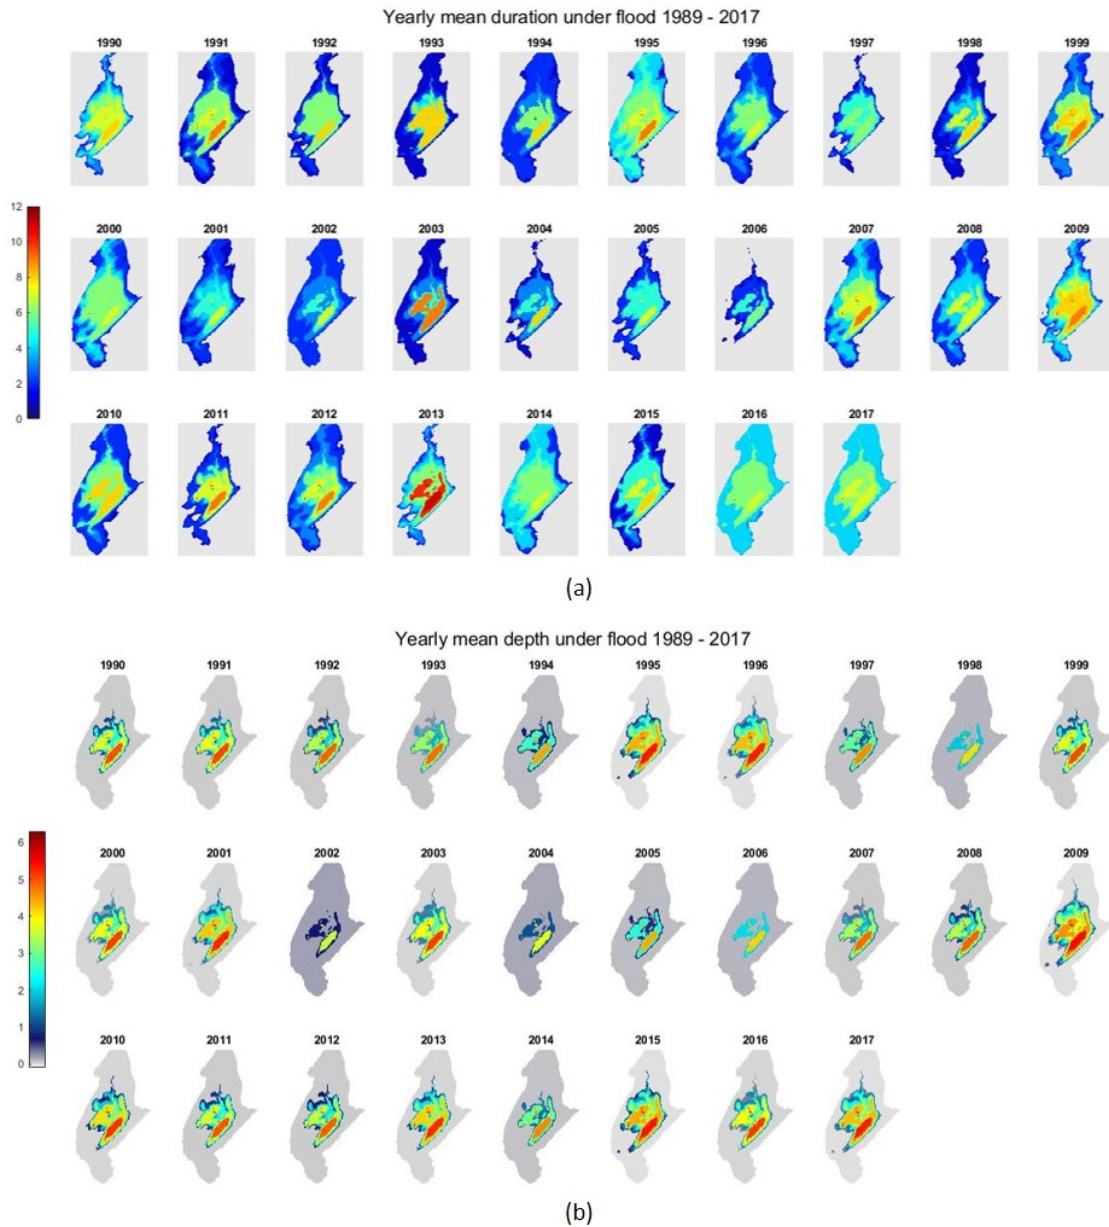 Yearly mean duration under flood 1989 - 2017
1990 1991 1992 1993 1994 1995 1996 1997 1998 1999
12
10
8
6
4
2
0
2000 2001 2002 2003 2004 2005 2006 2007 2008 2009
2010 2011 2012 2013 2014 2015 2016 2017
(a)
Yearly mean depth under flood 1989 - 2017
1990 1991 1992 1993 1994 1995 1996 1997 1998 1999
6
5
4
3
2
1
0
2000 2001 2002 2003 2004 2005 2006 2007 2008 2009
2010 2011 2012 2013 2014 2015 2016 2017
(b)